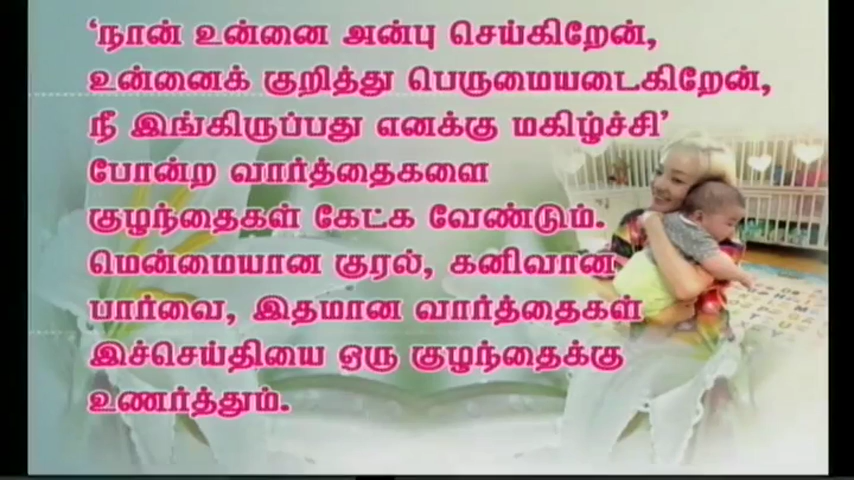 ‘நான் உன்னை அன்பு செய்கிறேன்,
உன்னைக் குறித்து பெருமையடைகிறேன்,
நீ இங்கிருப்பது எனக்கு மகிழ்ச்சி’
போன்ற வார்த்தைகளை
குழந்தைகள் கேட்க வேண்டும்.
மென்மையான குரல், கனிவான
பார்வை, இதமான வார்த்தைகள்
இச்செய்தியை ஒரு குழந்தைக்கு
உணர்த்தும்.